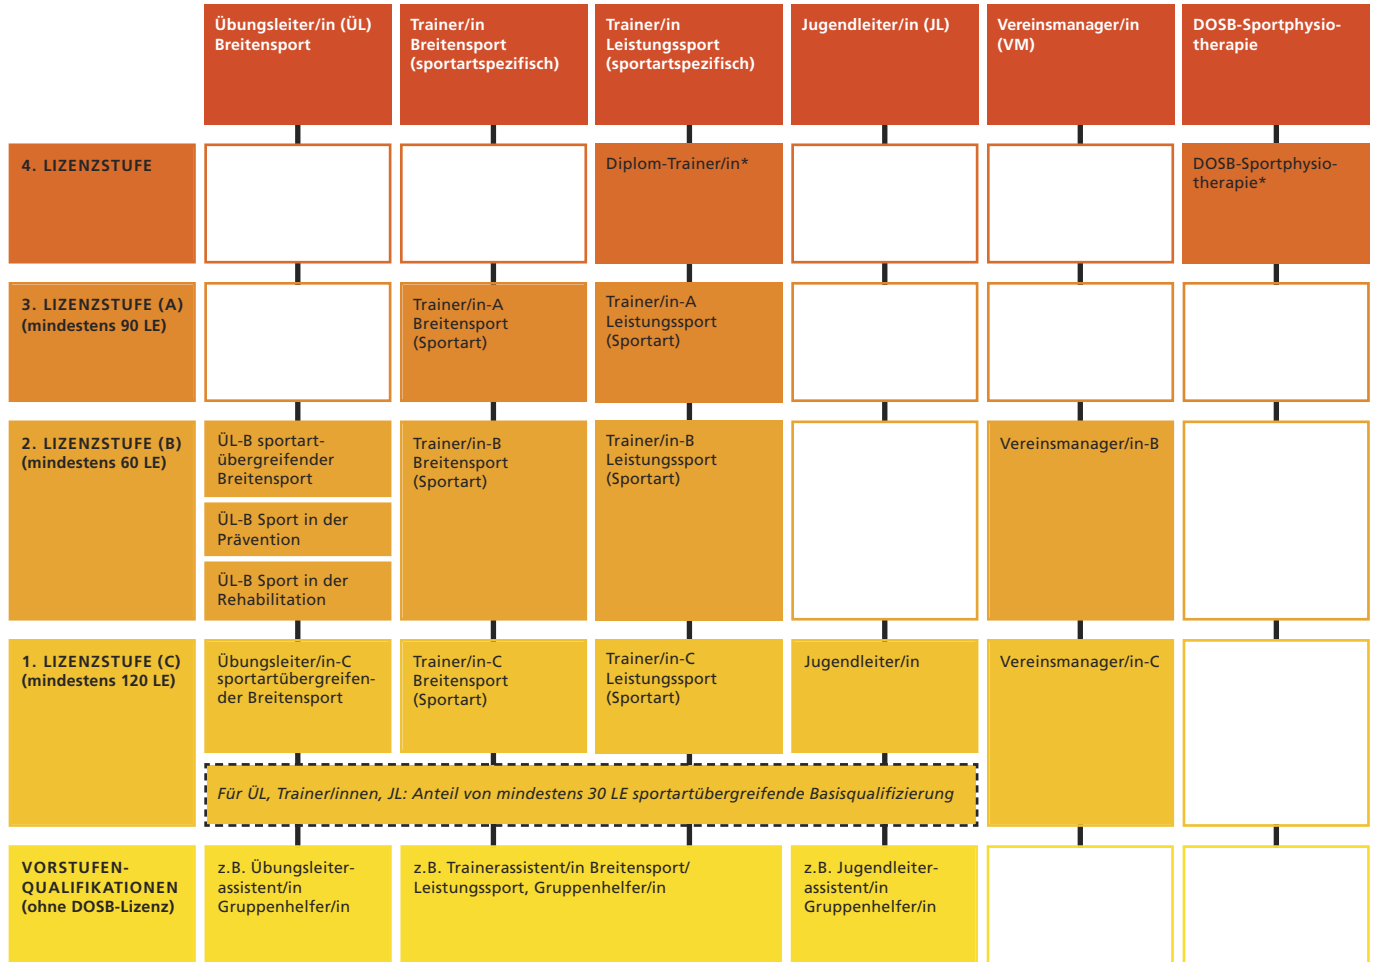 Übungsleiter/in (ÜL)
Breitensport
Trainer/in
Breitensport
(sportartspezifisch)
Trainer/in
Leistungssport
(sportartspezifisch)
Jugendleiter/in (JL)
Vereinsmanager/in
(VM)
DOSB-Sportphysio-
therapie
4. LIZENZSTUFE
Diplom-Trainer/in*
DOSB-Sportphysio-
therapie*
3. LIZENZSTUFE (A)
(mindestens 90 LE)
Trainer/in-A
Breitensport
(Sportart)
Trainer/in-A
Leistungssport
(Sportart)
2. LIZENZSTUFE (B)
(mindestens 60 LE)
ÜL-B sportart-
übergreifender
Breitensport
ÜL-B Sport in der
Prävention
ÜL-B Sport in der
Rehabilitation
Trainer/in-B
Breitensport
(Sportart)
Trainer/in-B
Leistungssport
(Sportart)
Vereinsmanager/in-B
1. LIZENZSTUFE (C)
(mindestens 120 LE)
Übungsleiter/in-C
sportartübergreifen-
der Breitensport
Trainer/in-C
Breitensport
(Sportart)
Trainer/in-C
Leistungssport
(Sportart)
Jugendleiter/in
Vereinsmanager/in-C
Für ÜL, Trainer/innen, JL: Anteil von mindestens 30 LE sportartübergreifende Basisqualifizierung
VORSTUFEN-
QUALIFIKATIONEN
(ohne DOSB-Lizenz)
z.B. Übungsleiter-
assistent/in
Gruppenhelfer/in
z.B. Trainerassistent/in Breitensport/
Leistungssport, Gruppenhelfer/in
z.B. Jugendleiter-
assistent/in
Gruppenhelfer/in